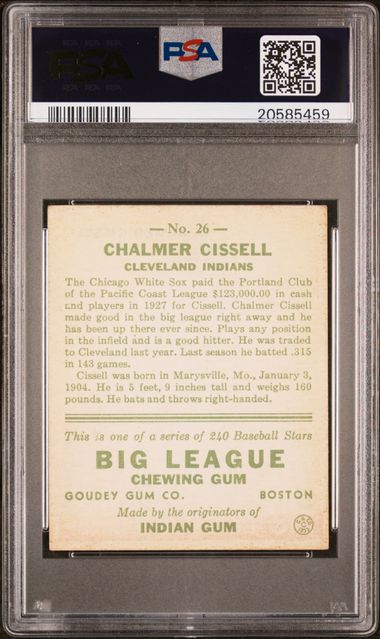 PSA
PSA
20585459
— No. 26 —
CHALMER CISSELL
CLEVELAND INDIANS
The Chicago White Sox paid the Portland Club
of the Pacific Coast League $123,000.00 in cash
and players in 1927 for Cissell. Chalmer Cissell
made good in the big league right away and he
has been up there ever since. Plays any position
in the infield and is a good hitter. He was traded
to Cleveland last year. Last season he batted .315
in 143 games.
Cissell was born in Marysville, Mo., January 3,
1904. He is 5 feet, 9 inches tall and weighs 160
pounds. He bats and throws right-handed.
This is one of a series of 240 Baseball Stars
BIG LEAGUE
CHEWING GUM
GOUDEY GUM CO. BOSTON
Made by the originators of
INDIAN GUM